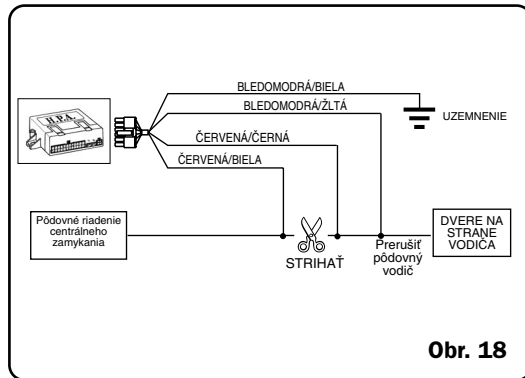 BLEDOMODRÁ/BIELA
BLEDOMODRÁ/ŽLTÁ
UZEMNENIE
H.P.A.
ČERVENÁ/ČERNÁ
ČERVENÁ/BIELA
Pôdovné riadenie
centrálneho
zamykania
STRIHAŤ
Prerušiť
pôdovný
vodič
DVERE NA
STRANE
VODIČA
Obr. 18